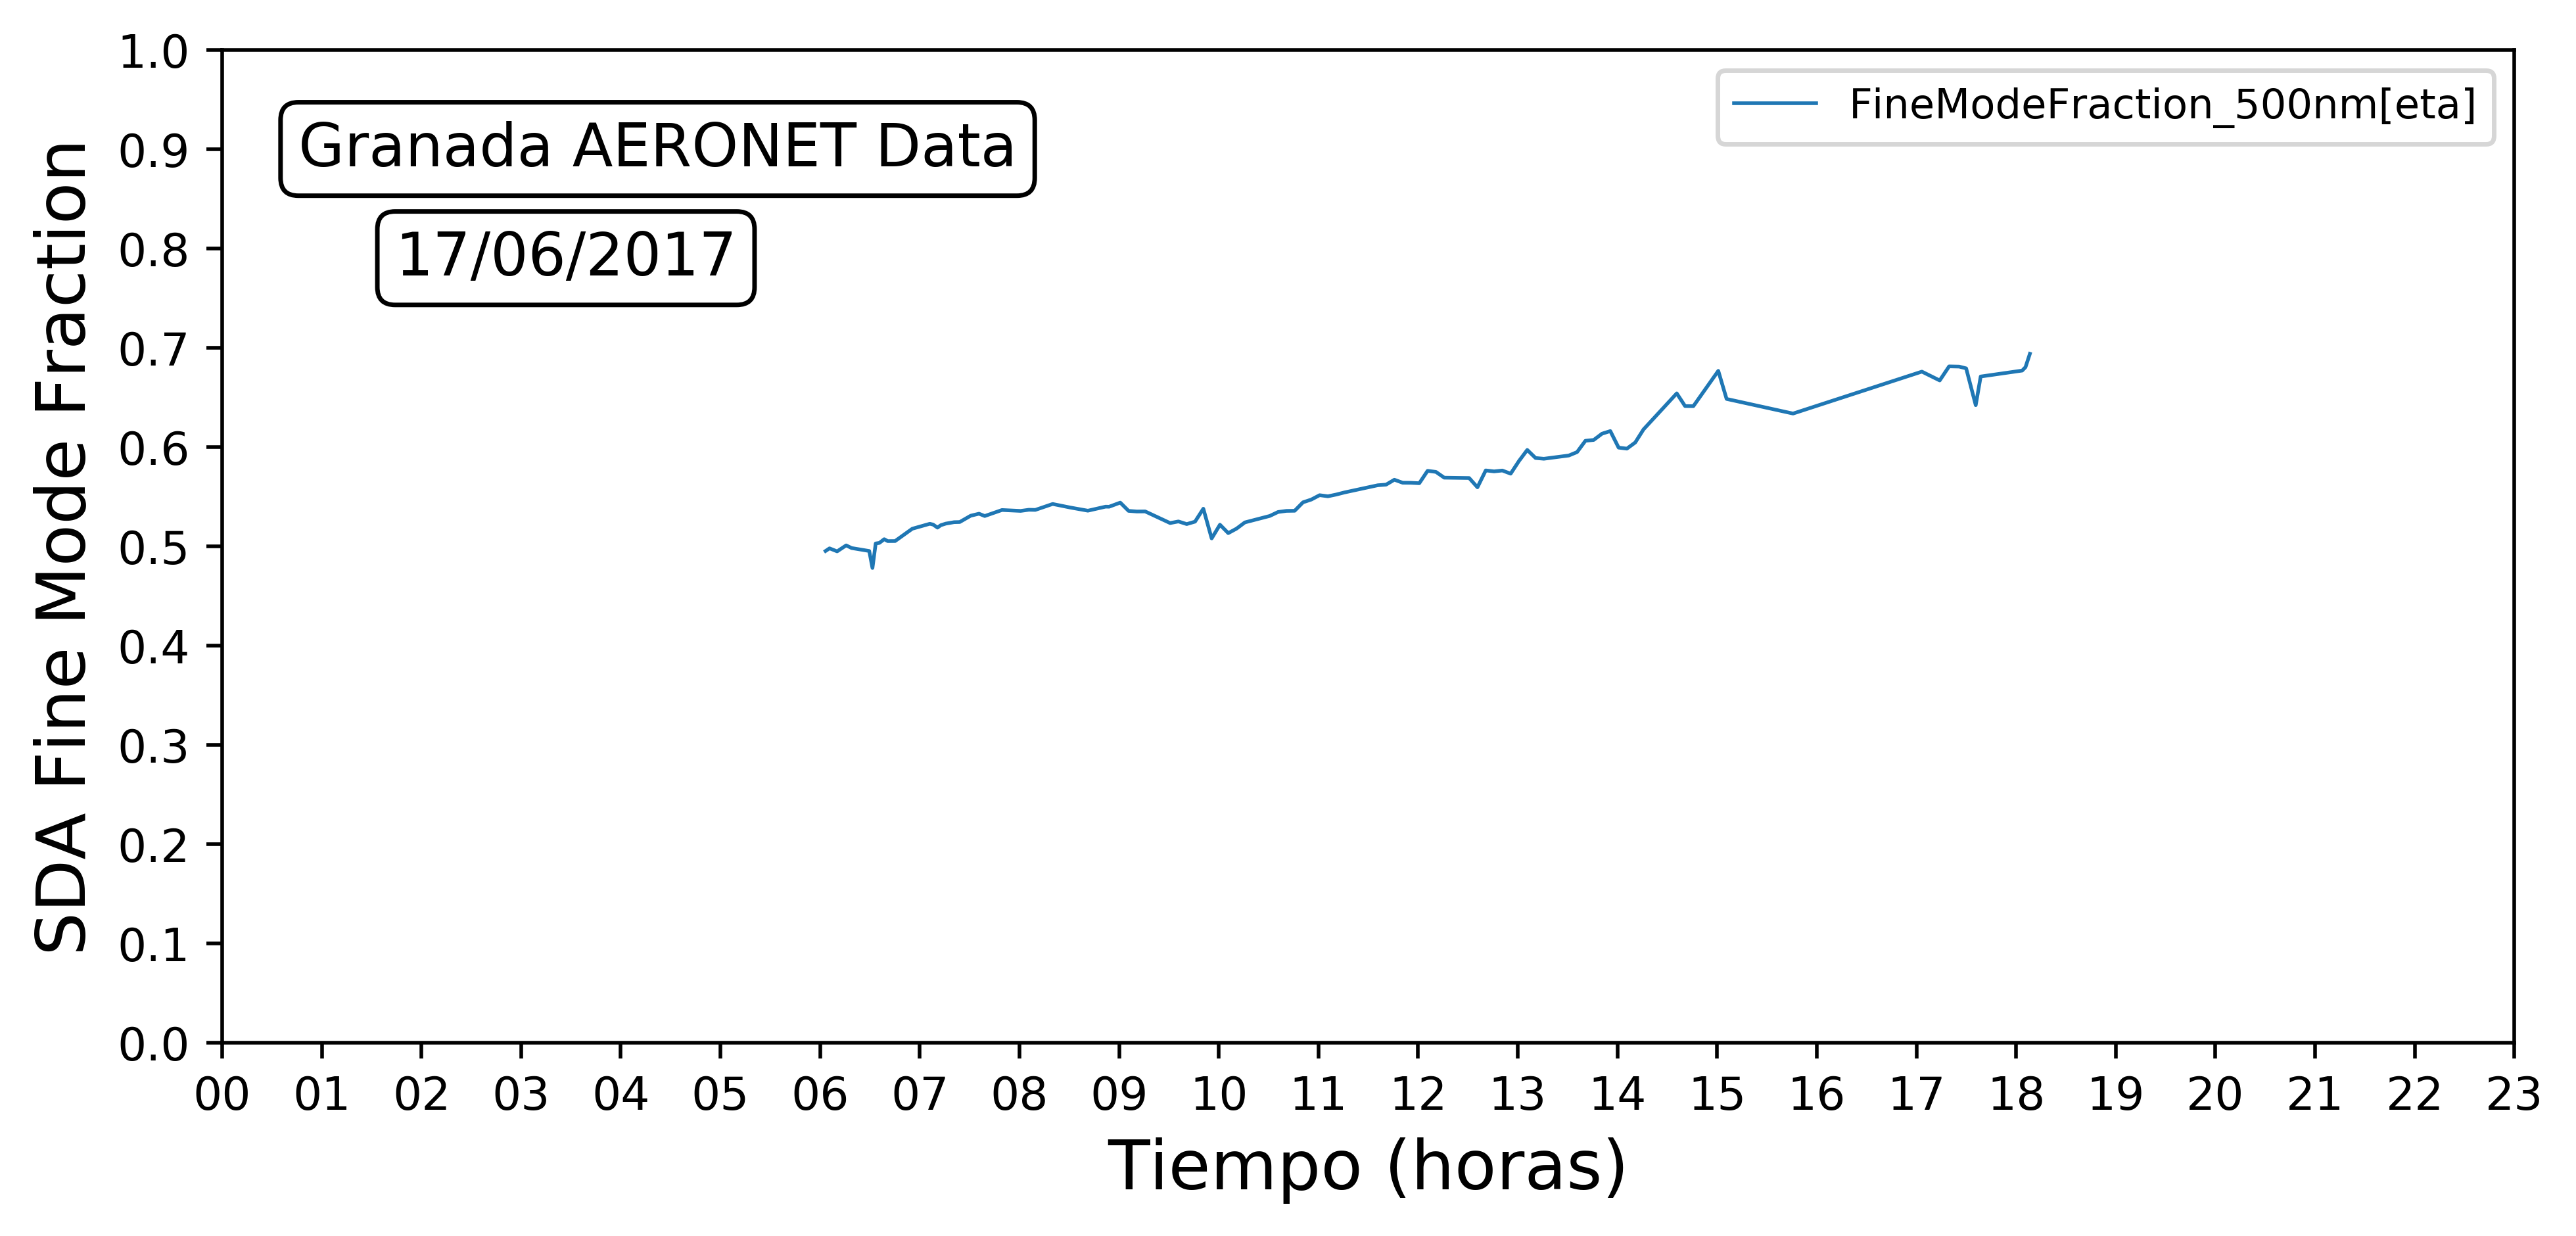 Granada AERONET Data
17/06/2017
FineModeFraction_500nm[eta]
SDA Fine Mode Fraction
1.0
0.9
0.8
0.7
0.6
0.5
0.4
0.3
0.2
0.1
0.0
00 01 02 03 04 05 06 07 08 09 10 11 12 13 14 15 16 17 18 19 20 21 22 23
Tiempo (horas)